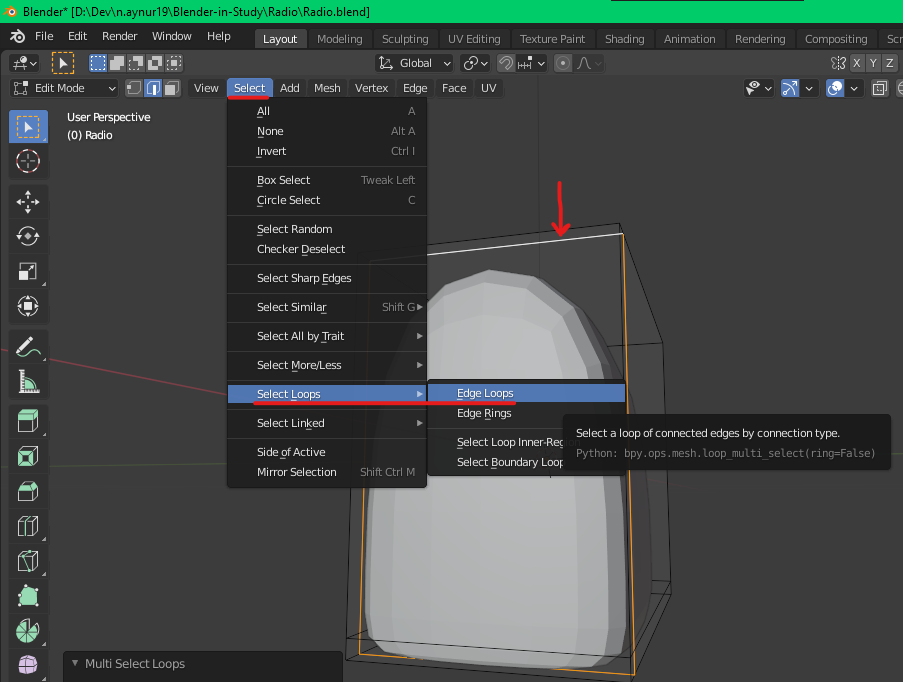 Blender* [D:\Dev\n.aynur19\Blender-in-Study\Radio\Radio.blend]
File Edit Render Window Help Layout Modeling Sculpting UV Editing Texture Paint Shading Animation Rendering Compositing Scr
Global X Y Z
Edit Mode View Select Add Mesh Vertex Edge Face UV
User Perspective
(0) Radio
All A
None Alt A
Invert Ctrl I
Box Select Tweak Left
Circle Select C
Select Random
Checker Deselect
Select Sharp Edges
Select Similar Shift G
Select All by Trait
Select More/Less
Select Loops
Select Linked
Side of Active
Mirror Selection Shift Ctrl M
Edge Loops
Edge Rings
Select Loop Inner-Regio
Select Boundary Loop
Select a loop of connected edges by connection type.
Python: bpy.ops.mesh.loop_multi_select(ring=False)
Multi Select Loops